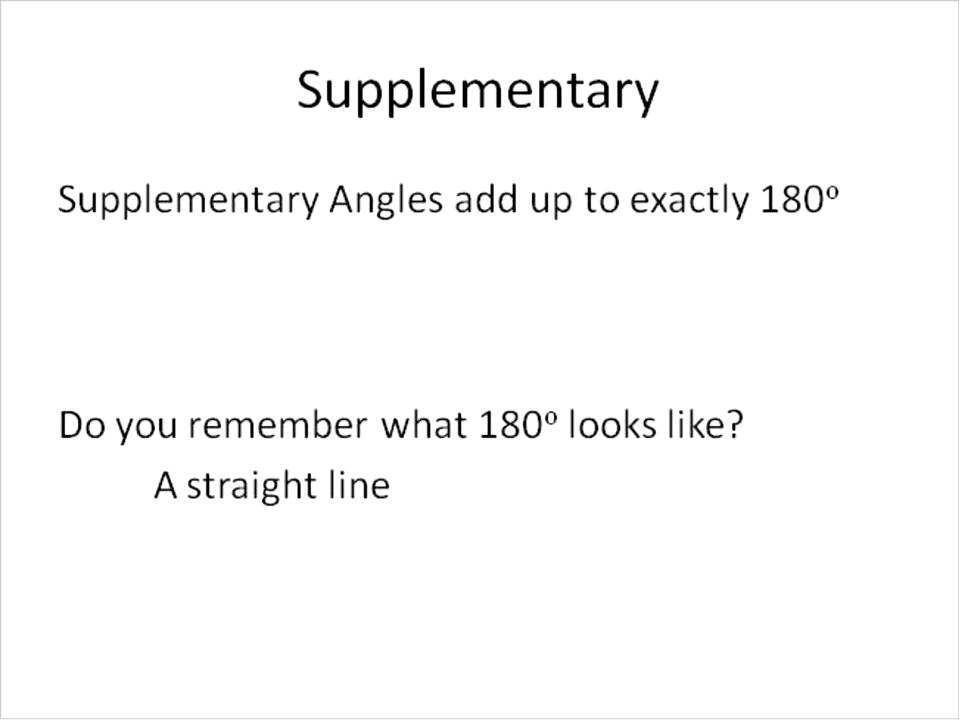 Supplementary
Supplementary Angles add up to exactly 180º
Do you remember what 180º looks like?
A straight line